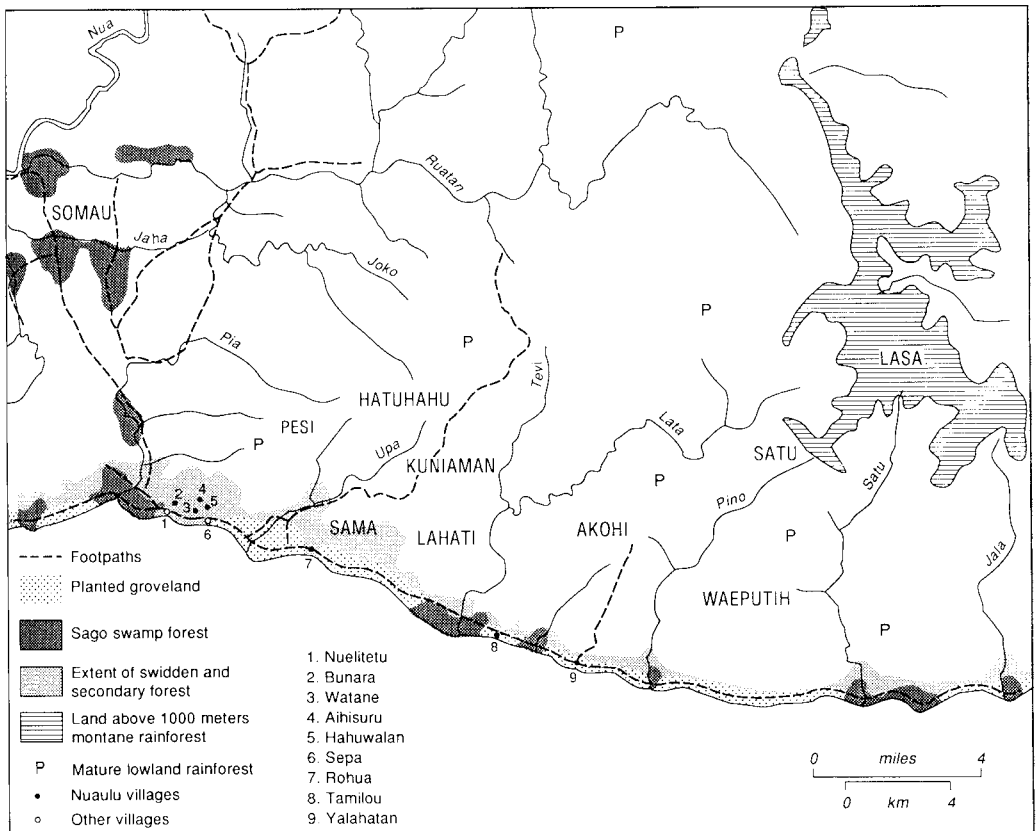 Nua
P
SOMAU
Ruatan
Jaha
Joko
P
P
Pia
LASA
Tevi
HATUHAHU
PESI
Lata
SATU
P
Upa
KUNIAMAN
P
Pino
Satu
Jala
2
4
3
5
1
6
SAMA
LAHATI
AKOHI
P
7
WAEPUTIH
8
9
P
Footpaths
Planted groveland
Sago swamp forest
Extent of swidden and
secondary forest
Land above 1000 meters
montane rainforest
P Mature lowland rainforest
Nuaulu villages
Other villages
1. Nuelitetu
2. Bunara
3. Watane
4. Aihisuru
5. Hahuwalan
6. Sepa
7. Rohua
8. Tamilou
9. Yalahatan
0 miles 4
0 km 4